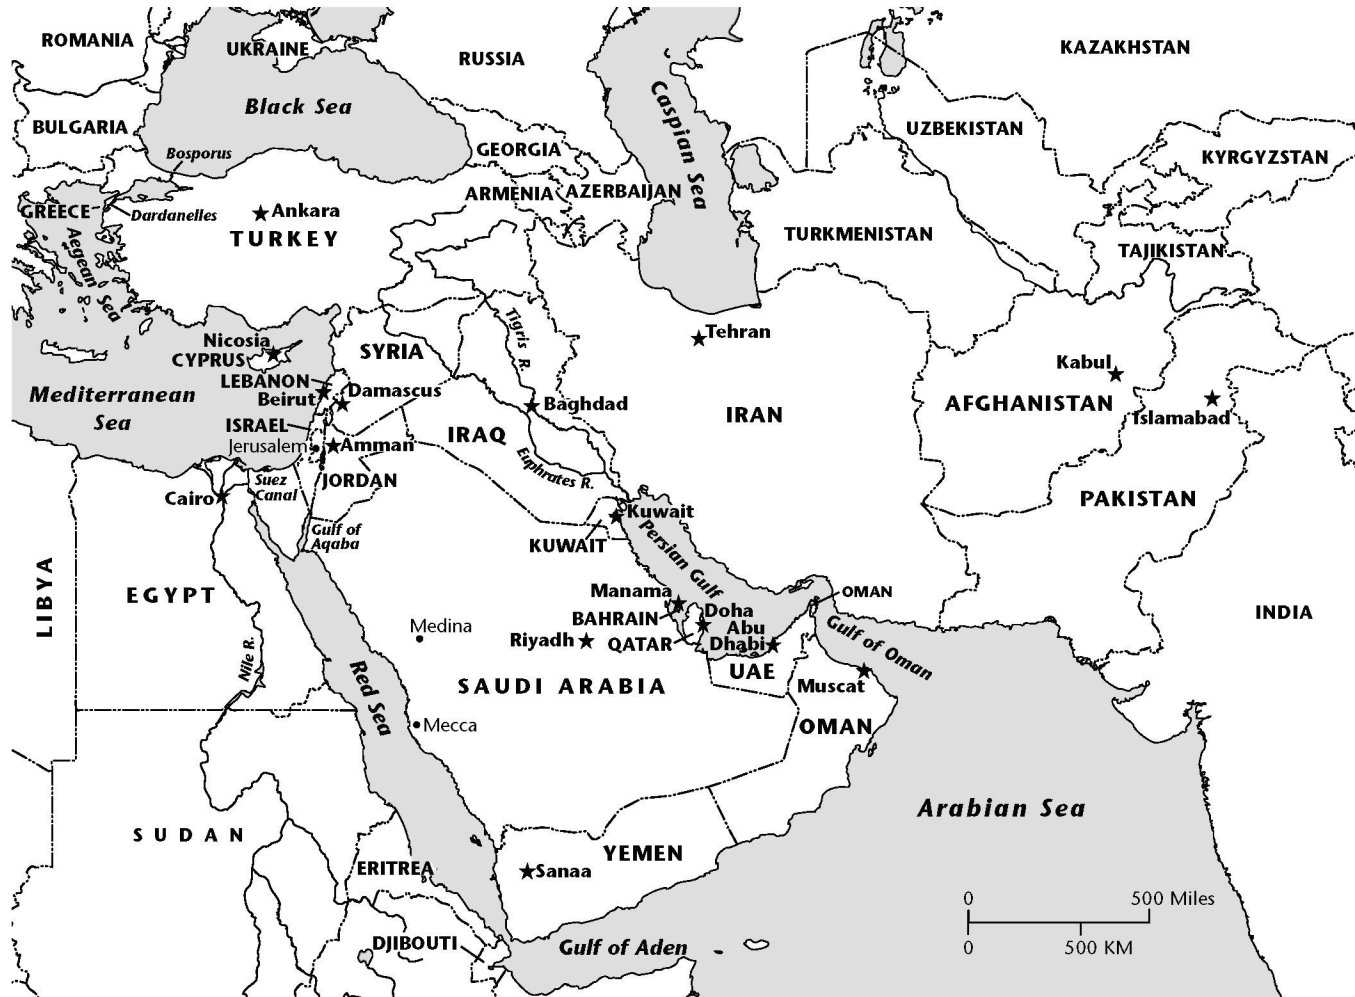 ROMANIA
UKRAINE
RUSSIA
KAZAKHSTAN
Black Sea
Caspian Sea
BULGARIA
UZBEKISTAN
Bosporus
GEORGIA
KYRGYZSTAN
ARMENIA
AZERBAIJAN
GREECE
Dardanelles
Ankara
TURKEY
TURKMENISTAN
TAJIKISTAN
Aegean Sea
Nicosia
CYPRUS
SYRIA
Tigris R.
Tehran
Kabul
LEBANON
Beirut
Damascus
Mediterranean
Sea
Baghdad
IRAN
AFGHANISTAN
Islamabad
ISRAEL
Jerusalem
Amman
IRAQ
Euphrates R.
JORDAN
Suez
Canal
Cairo
PAKISTAN
Gulf of
Aqaba
Kuwait
KUWAIT
Persian Gulf
LIBYA
EGYPT
Manama
BAHRAIN
Doha
OMAN
INDIA
Medina
Riyadh
QATAR
Abu
Dhabi
Gulf of Oman
Nile R.
UAE
Muscat
Red Sea
SAUDI ARABIA
Mecca
OMAN
Arabian Sea
SUDAN
YEMEN
ERITREA
Sanaa
0 500 Miles
0 500 KM
DJIBOUTI
Gulf of Aden